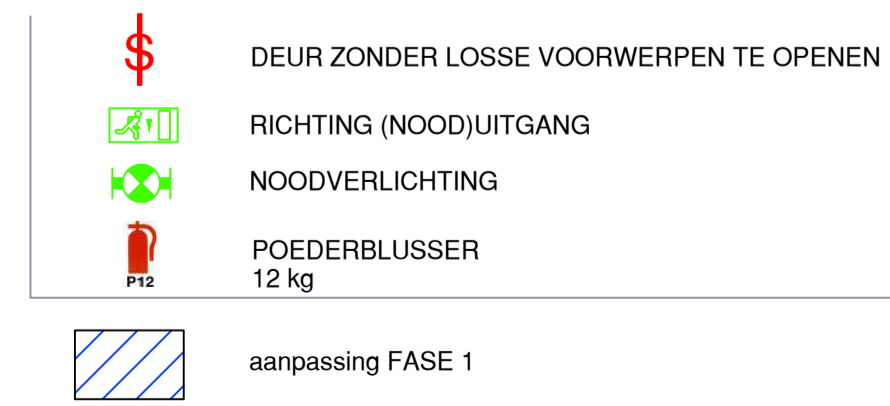 $ DEUR ZONDER LOSSE VOORWERPEN TE OPENEN
RICHTING (NOOD)UITGANG
NOODVERLICHTING
POEDERBLUSSER
P12 12 kg
aanpassing FASE 1